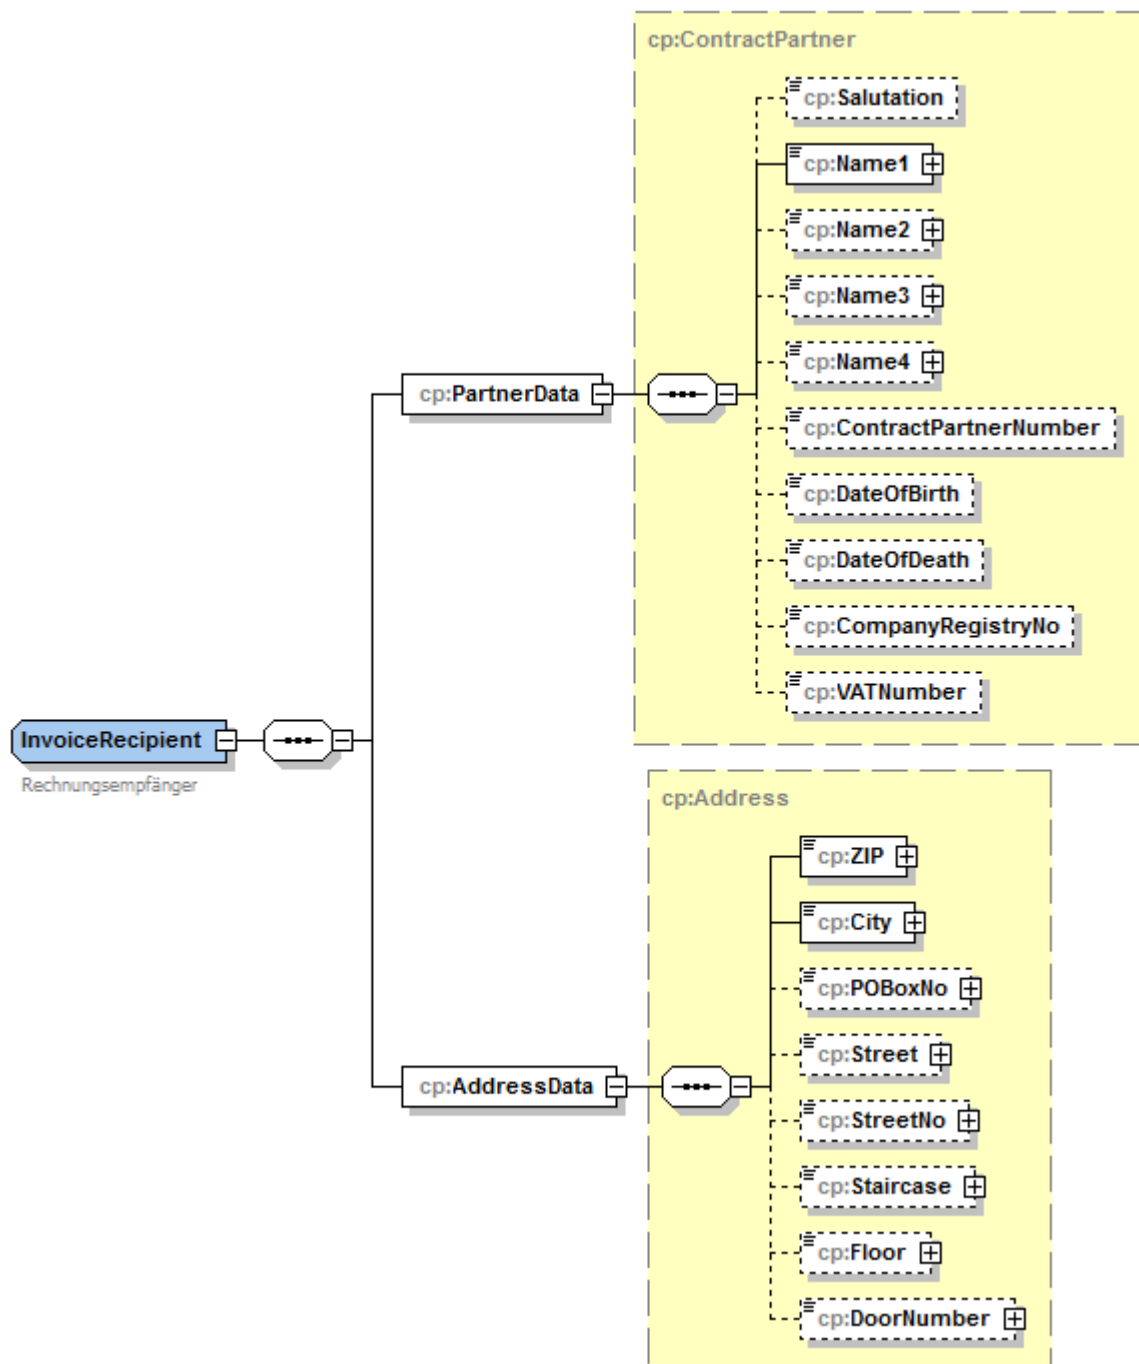 cp:ContractPartner
cp:Salutation
cp:Name1
cp:Name2
cp:Name3
cp:Name4
cp:PartnerData
cp:ContractPartnerNumber
cp:DateOfBirth
cp:DateOfDeath
cp:CompanyRegistryNo
cp:VATNumber
InvoiceRecipient
Rechnungsempfänger
cp:Address
cp:ZIP
cp:City
cp:POBoxNo
cp:Street
cp:AddressData
cp:StreetNo
cp:Staircase
cp:Floor
cp:DoorNumber